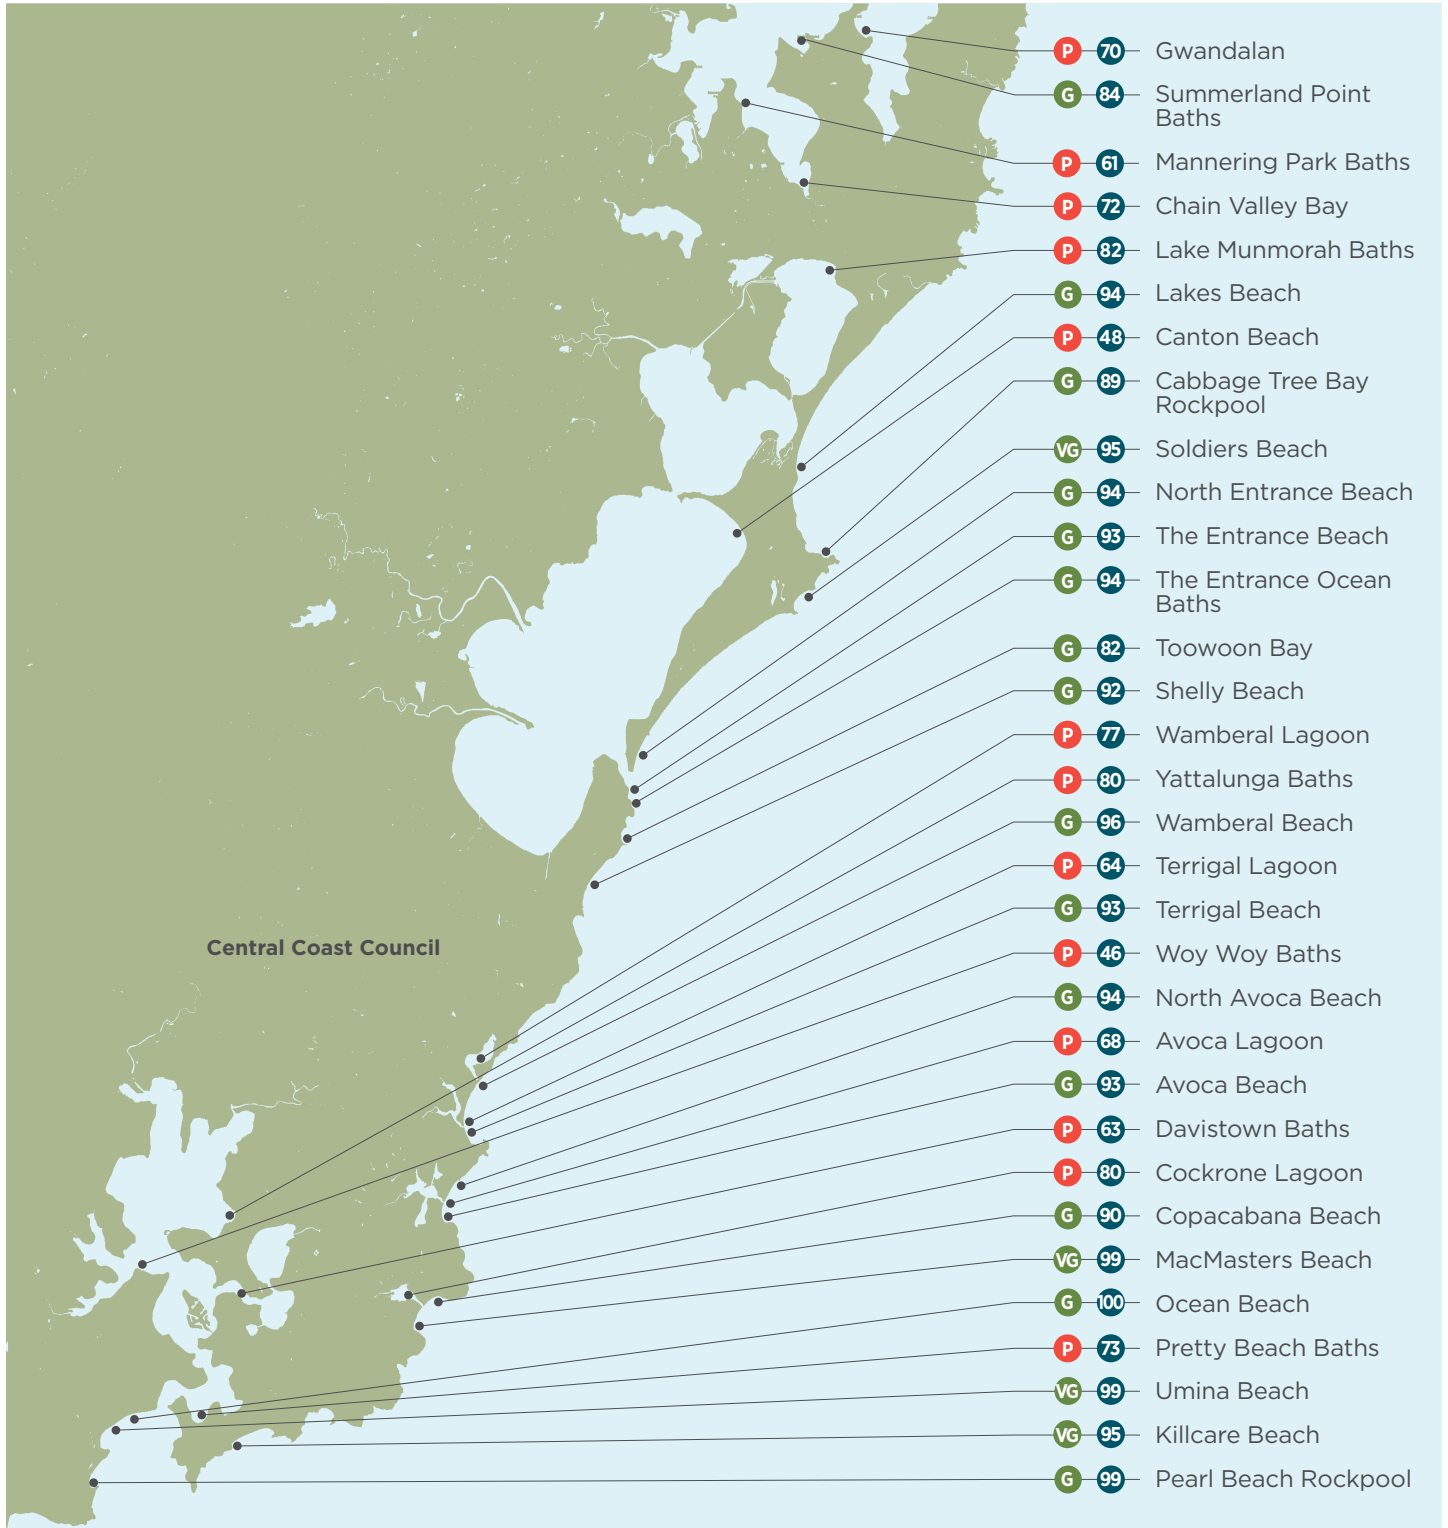 P 70 Gwandalan
G 84 Summerland Point
Baths
P 61 Mannering Park Baths
P 72 Chain Valley Bay
P 82 Lake Munmorah Baths
G 94 Lakes Beach
P 48 Canton Beach
G 89 Cabbage Tree Bay
Rockpool
VG 95 Soldiers Beach
G 94 North Entrance Beach
G 93 The Entrance Beach
G 94 The Entrance Ocean
Baths
G 82 Toowoon Bay
G 92 Shelly Beach
P 77 Wamberal Lagoon
P 80 Yattalunga Baths
G 96 Wamberal Beach
P 64 Terrigal Lagoon
G 93 Terrigal Beach
Central Coast Council
P 46 Woy Woy Baths
G 94 North Avoca Beach
P 68 Avoca Lagoon
G 93 Avoca Beach
P 63 Davistown Baths
P 80 Cockrone Lagoon
G 90 Copacabana Beach
VG 99 MacMasters Beach
G 100 Ocean Beach
P 73 Pretty Beach Baths
VG 99 Umina Beach
VG 95 Killcare Beach
G 99 Pearl Beach Rockpool